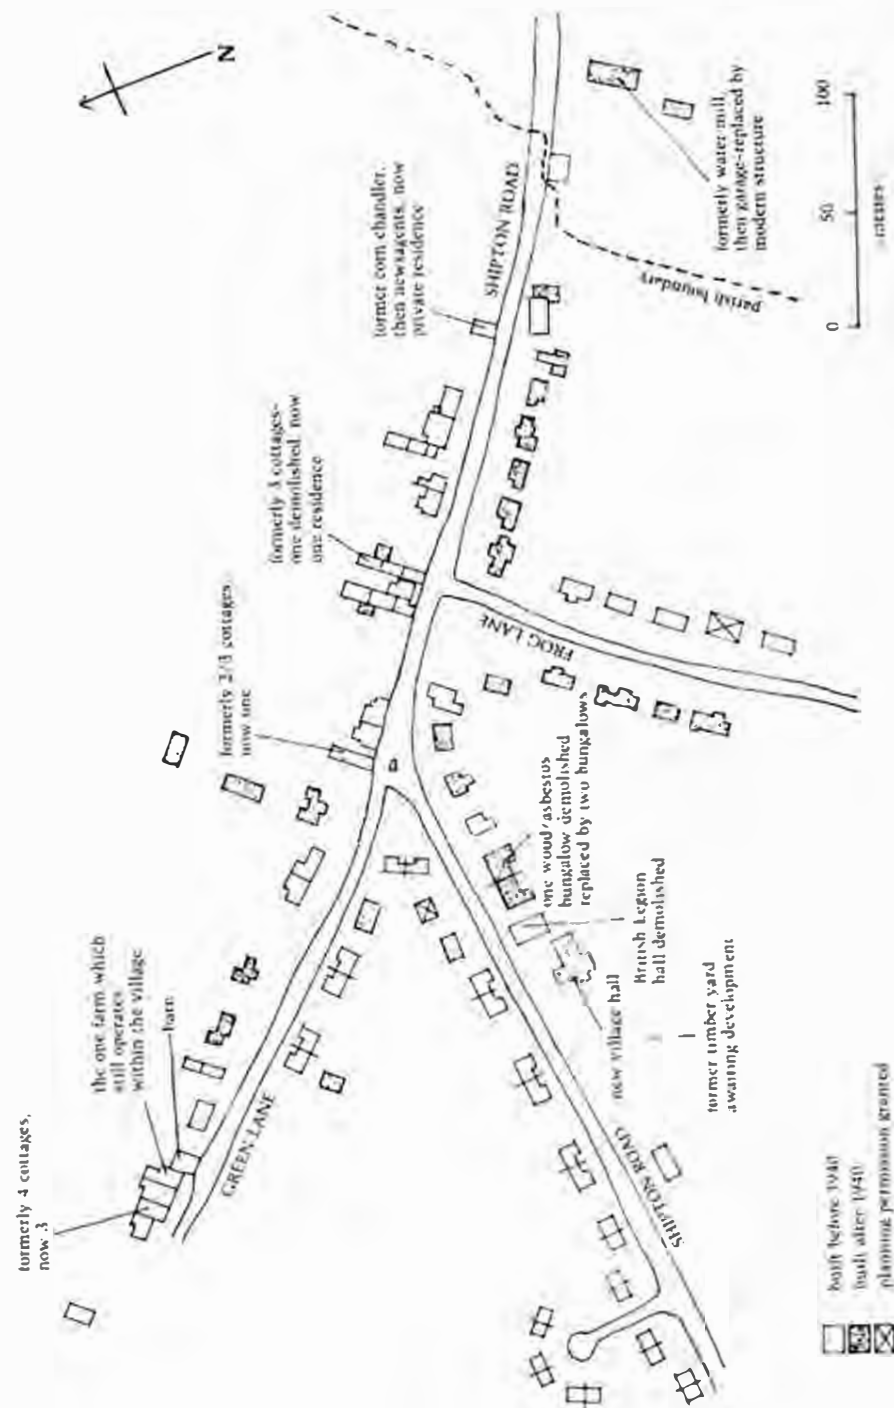 N
SHIPTON ROAD
former corn chandler,
then newsagents, now
private residence
formerly 3 cottages-
one demolished, now
one residence
formerly 2/3 cottages
now one
the one farm which
still operates
within the village
barn
formerly 4 cottages,
now 3
GREEN LANE
FROG LANE
formerly water mill,
then garage-replaced by
modern structure
parish boundary
0 50 100
metres
one wood/asbestus
bungalow demolished
replaced by two bungalows
British Legion
hall demolished
new village hall
former timber yard
awaiting development
SHIPTON ROAD
built before 1940
built after 1940
planning permission granted